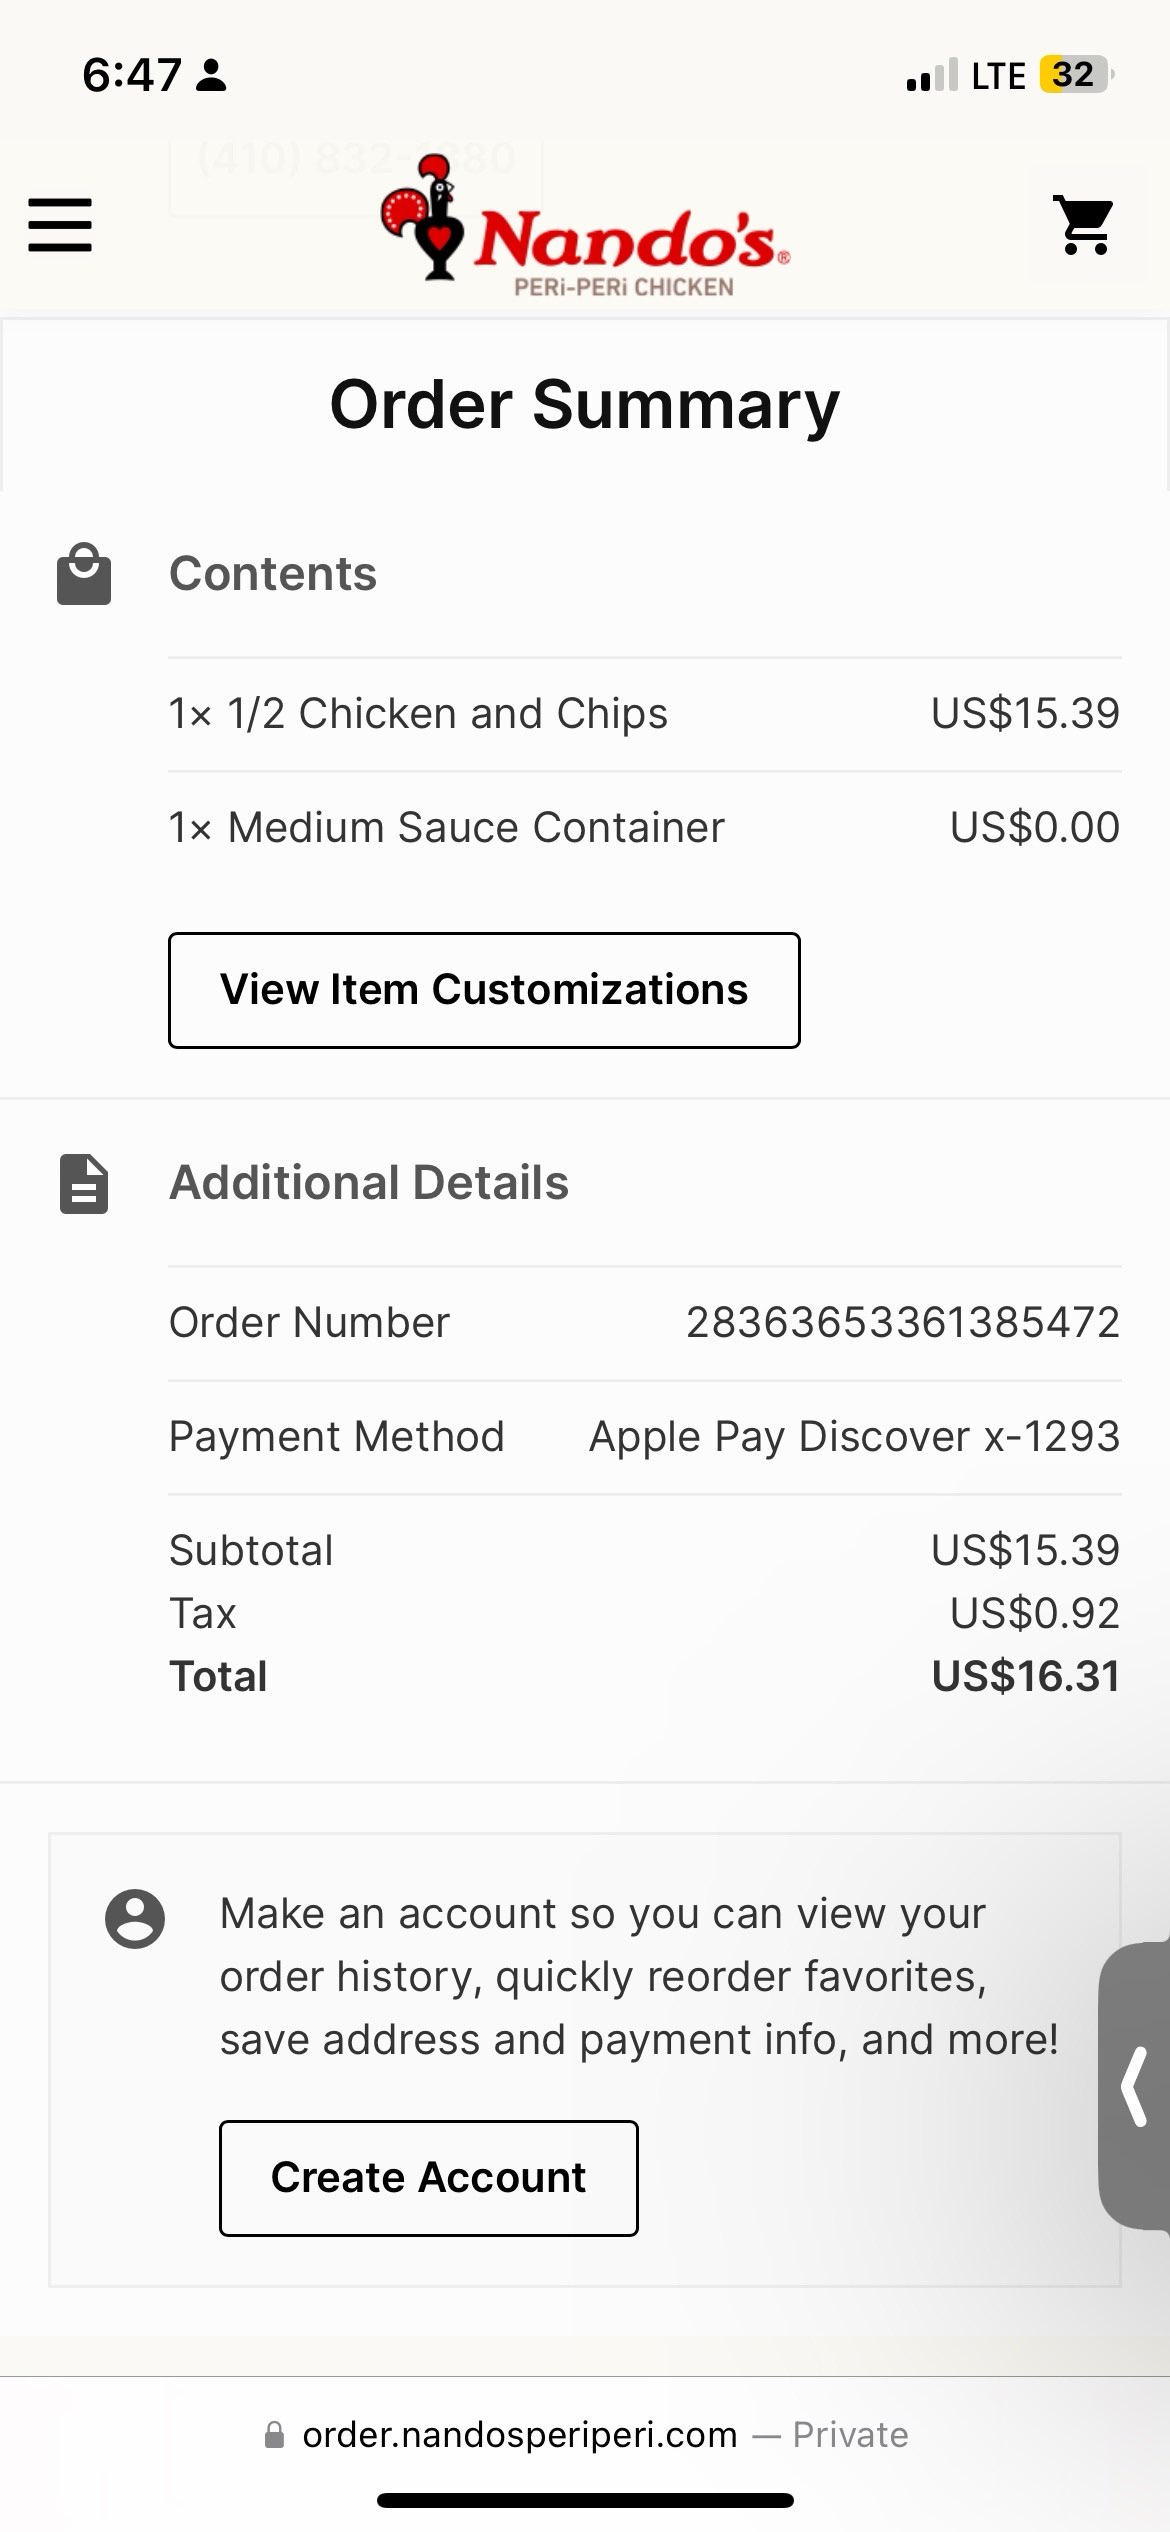 6:47
LTE 32
Nando's®
PERi-PERi CHICKEN
Order Summary
Contents
1× 1/2 Chicken and Chips US$15.39
1× Medium Sauce Container US$0.00
View Item Customizations
Additional Details
Order Number 28363653361385472
Payment Method Apple Pay Discover x-1293
Subtotal US$15.39
Tax US$0.92
Total US$16.31
Make an account so you can view your
order history, quickly reorder favorites,
save address and payment info, and more!
Create Account
order.nandosperiperi.com — Private